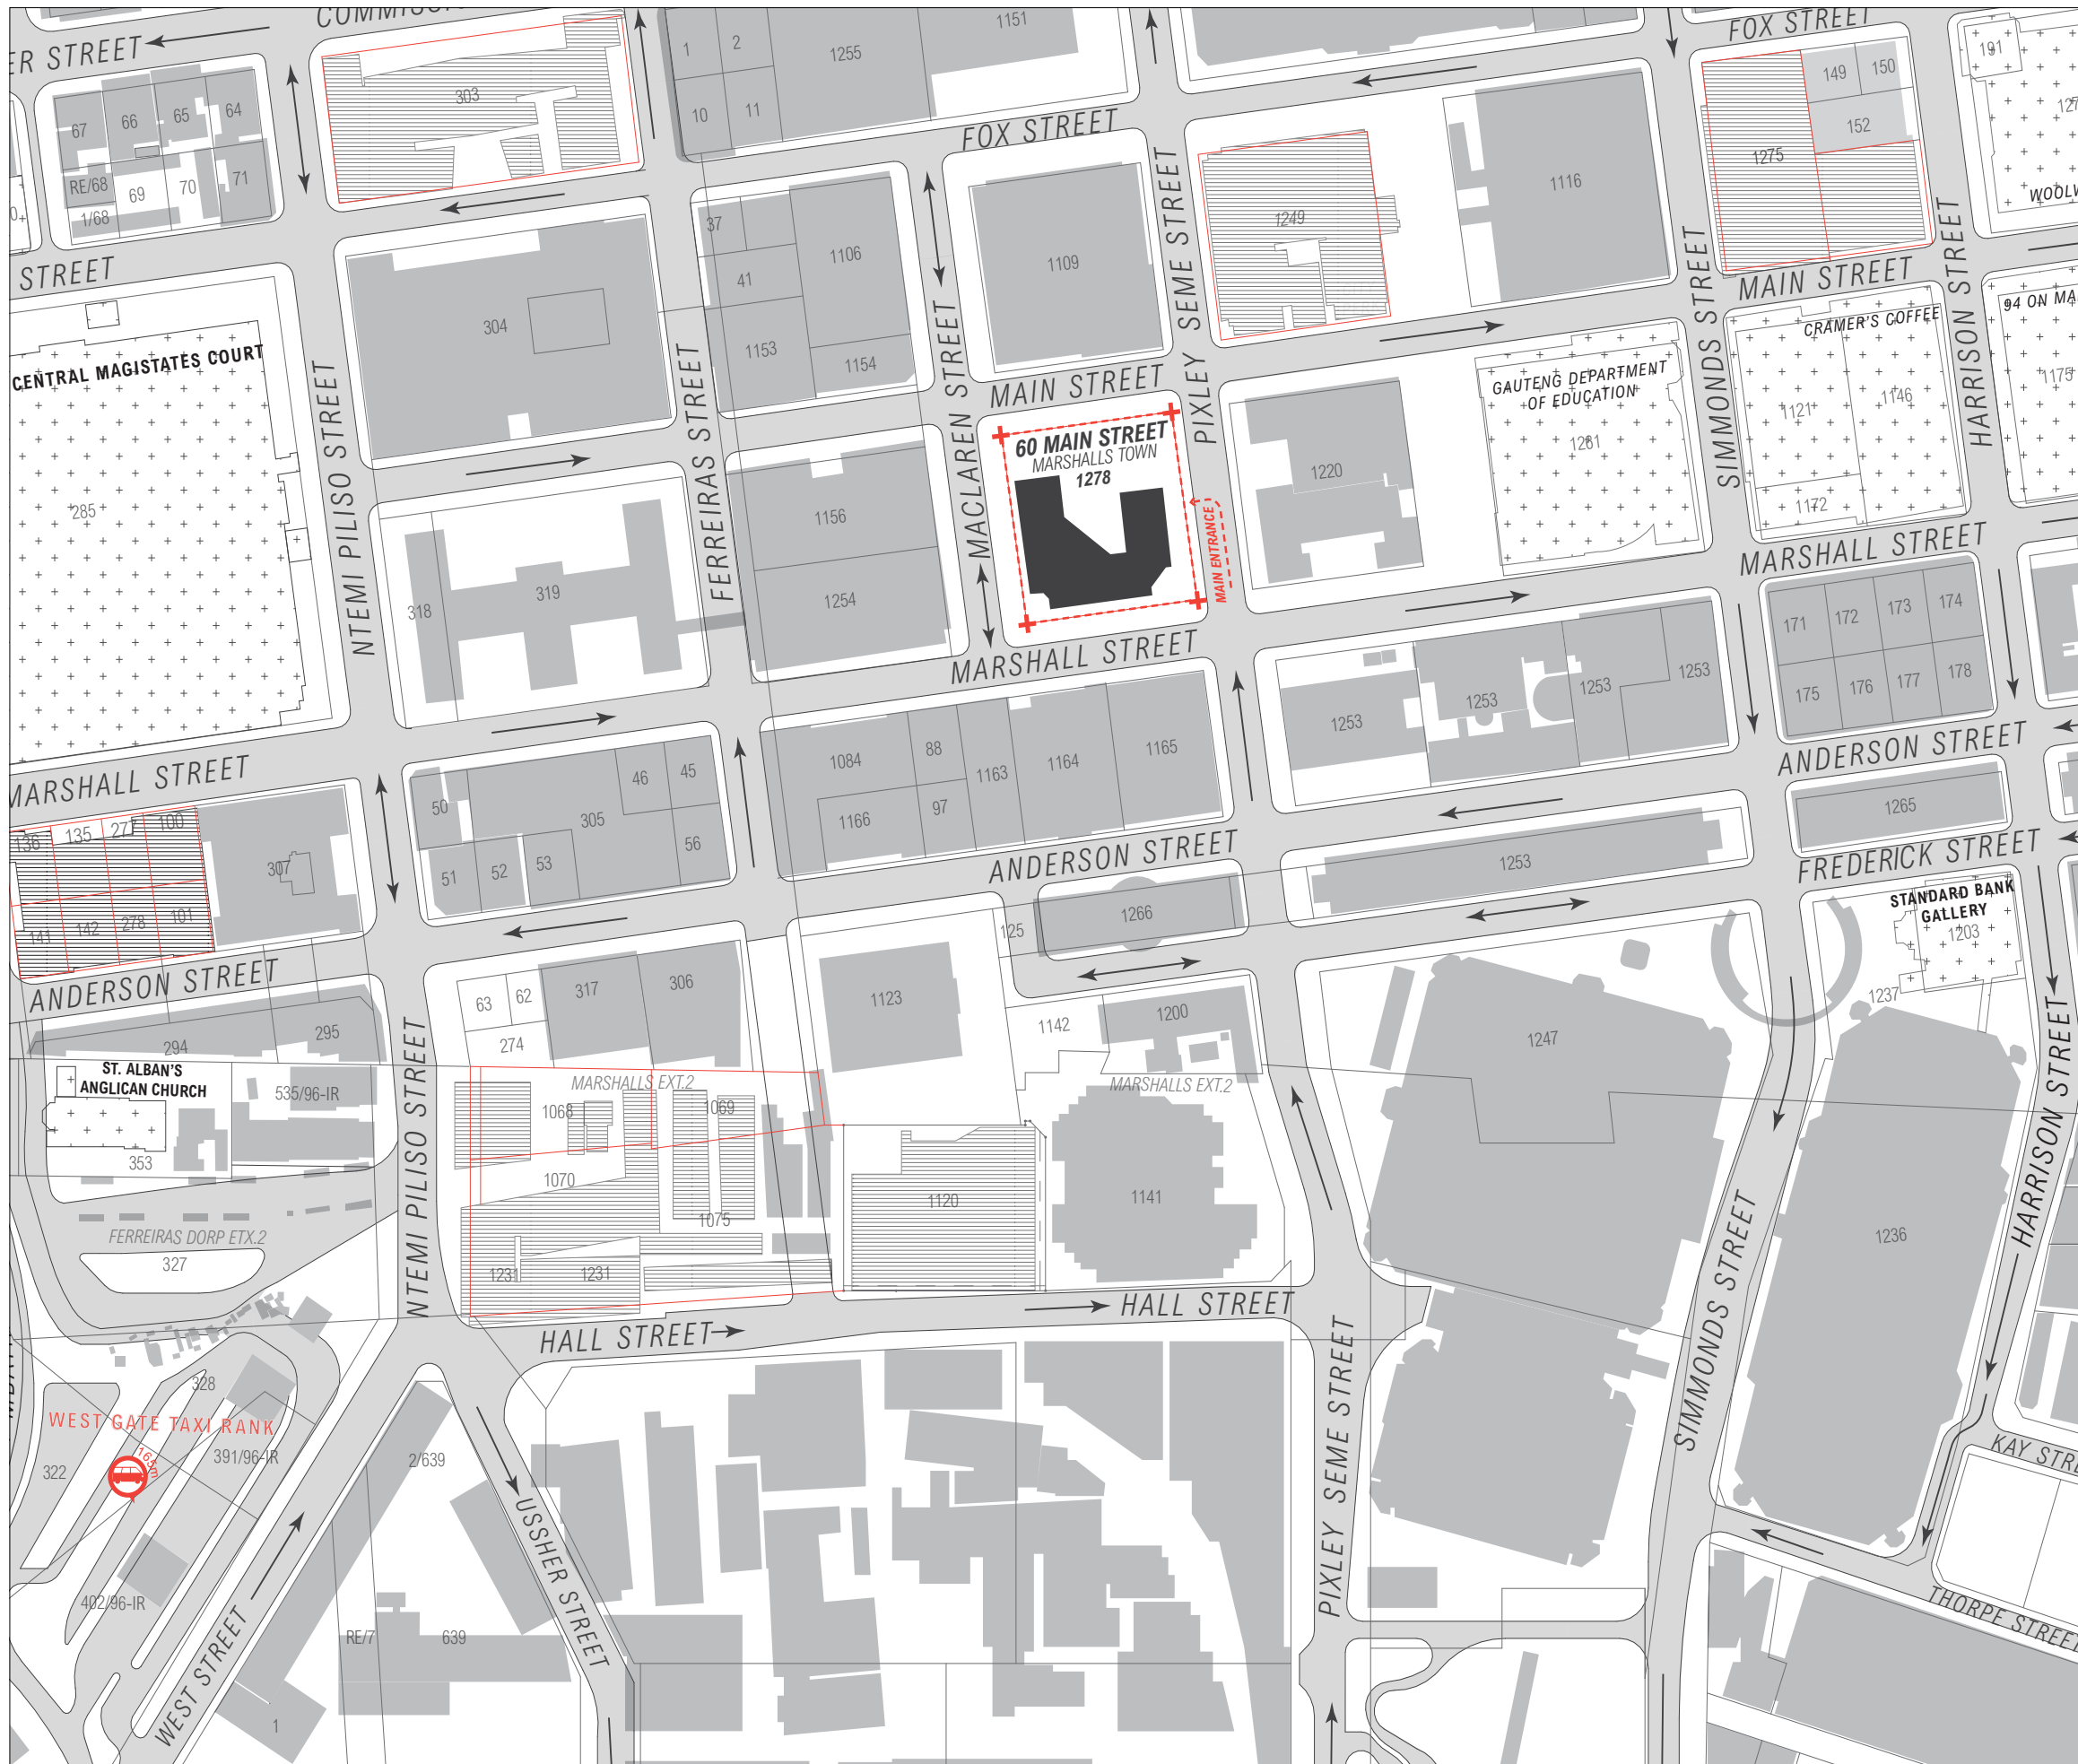 ER STREET
FOX STREET
1151
1
2
1255
10
11
303
67
66
65
64
RE/68
69
70
71
1/68
FOX STREET
149
150
152
1275
191
1116
1249
1109
37
41
1106
1153
1154
304
STREET
SEME STREET
PIXLEY
MAIN STREET
CRAMER'S COFFEE
94 ON MA
GAUTENG DEPARTMENT
OF EDUCATION
1281
1121
1146
1175
1172
CENTRAL MAGISTATES COURT
285
NTEMI PILISO STREET
FERREIRAS STREET
MACLAREN STREET
MAIN STREET
SIMMONDS STREET
HARRISON STREET
60 MAIN STREET
MARSHALLS TOWN
1278
MAIN ENTRANCE
1220
1156
1254
318
319
MARSHALL STREET
MARSHALL STREET
171
172
173
174
175
176
177
178
1253
1253
1253
1253
1084
88
1163
1164
1165
1166
97
46
45
50
305
56
51
52
53
MARSHALL STREET
136
135
277
100
307
141
142
278
101
ANDERSON STREET
ANDERSON STREET
ANDERSON STREET
1265
FREDERICK STREET
1253
1266
125
STANDARD BANK
GALLERY
1203
1237
63
62
317
306
274
1123
1142
1200
1247
294
295
ST. ALBAN'S
ANGLICAN CHURCH
535/96-IR
353
NTEMI PILISO STREET
MARSHALLS EXT.2
MARSHALLS EXT.2
1068
1069
1070
1075
1120
1141
1231
1231
1236
FERREIRAS DORP ETX.2
327
HARRISON STREET
SIMMONDS STREET
HALL STREET
HALL STREET
WEST GATE TAXI RANK
165m
328
322
391/96-IR
402/96-IR
2/639
RE/7
639
1
WEST STREET
USSHER STREET
PIXLEY SEME STREET
THORPE STREET